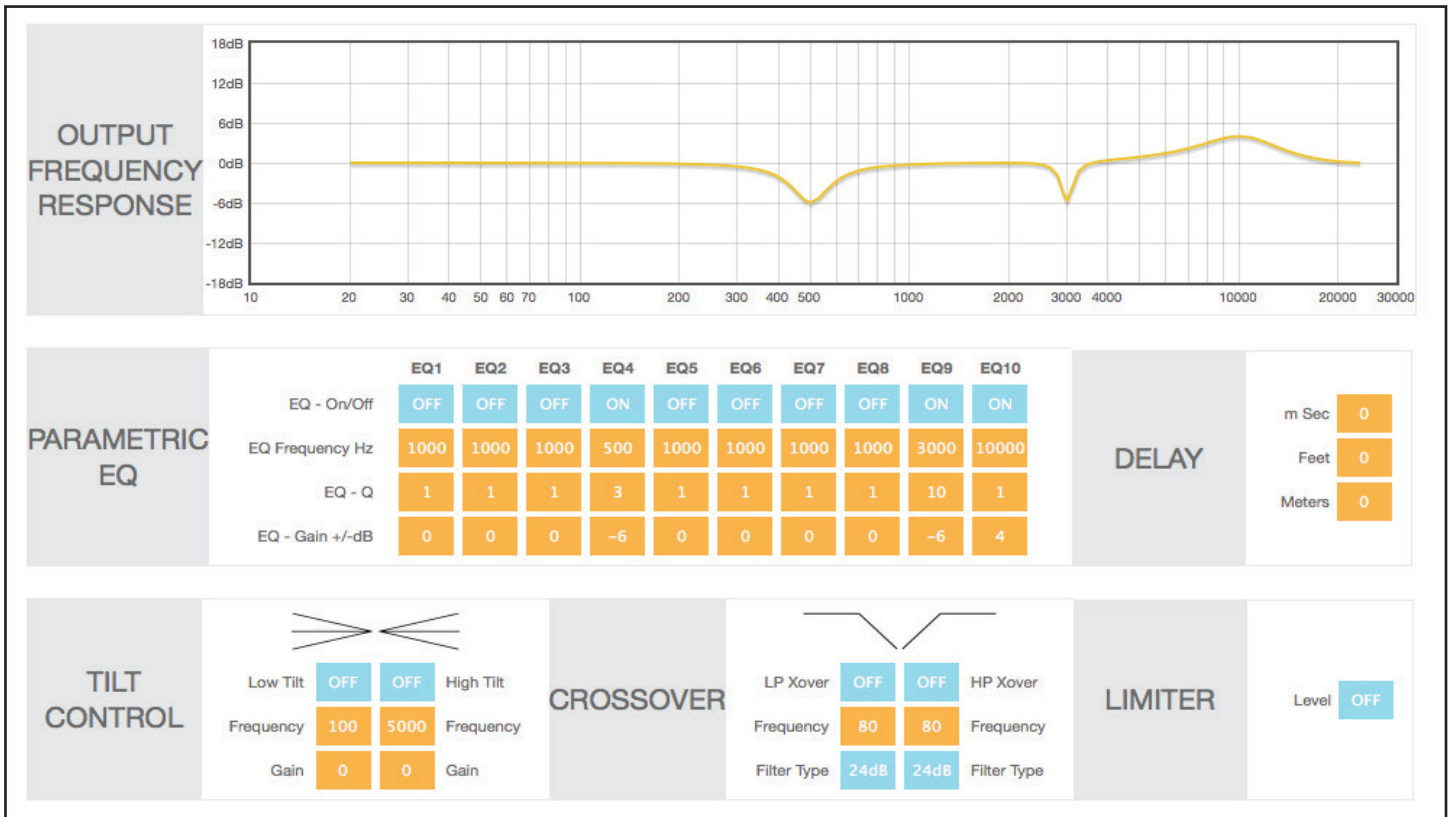 OUTPUT
FREQUENCY
RESPONSE
18dB
12dB
6dB
0dB
-6dB
-12dB
-18dB
10 20 30 40 50 60 70 100 200 300 400 500 1000 2000 3000 4000 10000 20000 30000
PARAMETRIC
EQ
EQ1 EQ2 EQ3 EQ4 EQ5 EQ6 EQ7 EQ8 EQ9 EQ10
EQ - On/Off OFF OFF OFF ON OFF OFF OFF OFF ON ON
EQ Frequency Hz 1000 1000 1000 500 1000 1000 1000 1000 3000 10000
EQ - Q 1 1 1 3 1 1 1 1 10 1
EQ - Gain +/-dB 0 0 0 -6 0 0 0 0 -6 4
DELAY
m Sec 0
Feet 0
Meters 0
TILT
CONTROL
Low Tilt OFF OFF High Tilt
Frequency 100 5000 Frequency
Gain 0 0 Gain
CROSSOVER
LP Xover OFF OFF HP Xover
Frequency 80 80 Frequency
Filter Type 24dB 24dB Filter Type
LIMITER
Level OFF